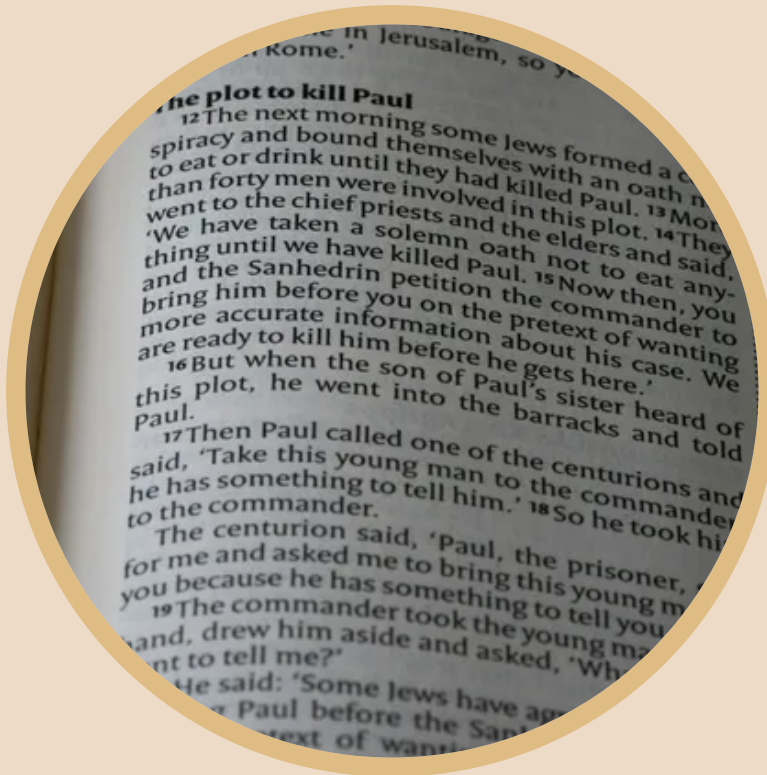 in Jerusalem, so
Rome.'
The plot to kill Paul
12 The next morning some Jews formed a
spiracy and bound themselves with an oath
to eat or drink until they had killed Paul. 13 More
than forty men were involved in this plot. 14 They
went to the chief priests and the elders and said,
'We have taken a solemn oath not to eat any-
thing until we have killed Paul. 15 Now then, you
and the Sanhedrin petition the commander to
bring him before you on the pretext of wanting
more accurate information about his case. We
are ready to kill him before he gets here.'
16 But when the son of Paul's sister heard of
this plot, he went into the barracks and told
Paul.
17 Then Paul called one of the centurions and
said, 'Take this young man to the commander
he has something to tell him.' 18 So he took
to the commander.
The centurion said, 'Paul, the prisoner,
for me and asked me to bring this young
you because he has something to tell you
19 The commander took the young
hand, drew him aside and asked,
to tell me?'
He said: 'Some Jews have
Paul before the
of